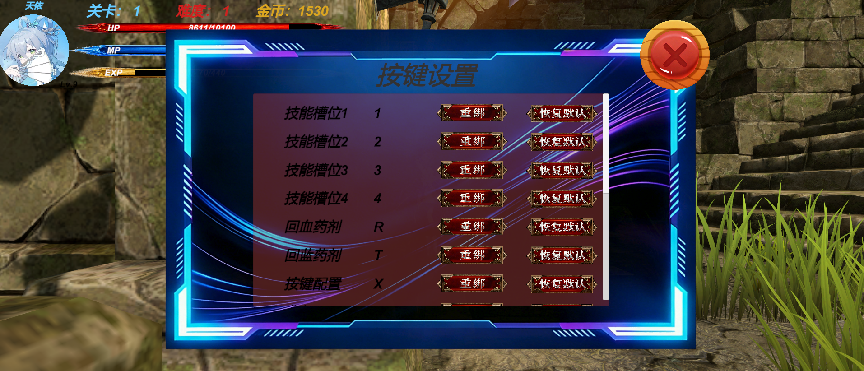 天依
关卡：1 难度：1 金币：1530
HP 8611/10100
MP
EXP
按键设置
技能槽位1 1 重绑 恢复默认
技能槽位2 2 重绑 恢复默认
技能槽位3 3 重绑 恢复默认
技能槽位4 4 重绑 恢复默认
回血药剂 R 重绑 恢复默认
回蓝药剂 T 重绑 恢复默认
按键配置 X 重绑 恢复默认